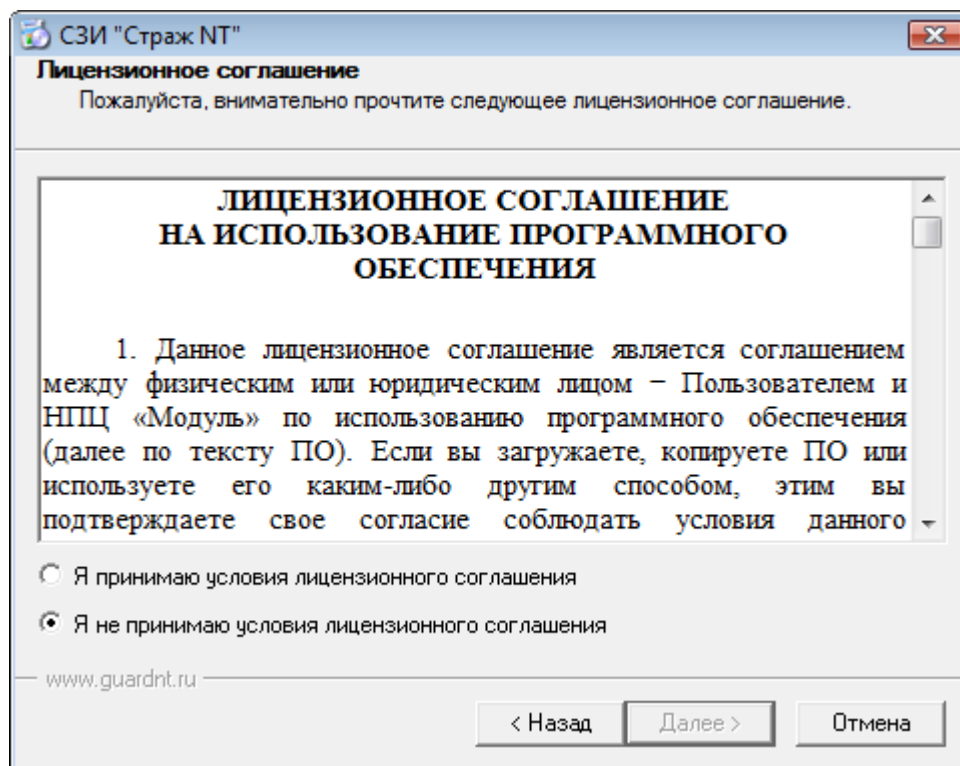 СЗИ "Страж NT"
Лицензионное соглашение
Пожалуйста, внимательно прочтите следующее лицензионное соглашение.
ЛИЦЕНЗИОННОЕ СОГЛАШЕНИЕ
НА ИСПОЛЬЗОВАНИЕ ПРОГРАММНОГО
ОБЕСПЕЧЕНИЯ
1. Данное лицензионное соглашение является соглашением
между физическим или юридическим лицом – Пользователем и
НПЦ «Модуль» по использованию программного обеспечения
(далее по тексту ПО). Если вы загружаете, копируете ПО или
используете его каким-либо другим способом, этим вы
подтверждаете свое согласие соблюдать условия данного
Я принимаю условия лицензионного соглашения
Я не принимаю условия лицензионного соглашения
www.guardnt.ru
< Назад
Далее >
Отмена